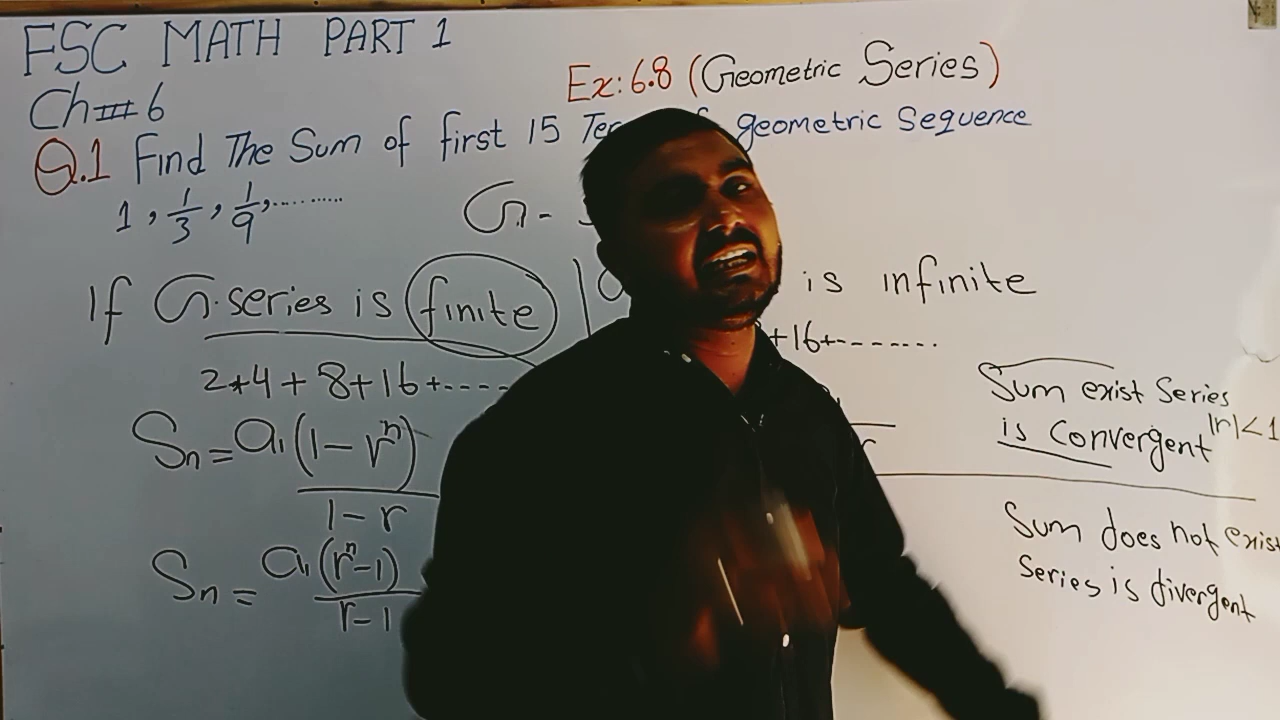 FSC MATH PART 1
Ex: 6.8 (Geometric Series)
Ch # 6
Q.1 Find The Sum of first 15 Ter geometric Sequence
1, 1/3, 1/9, ...........
G -
If G.series is finite
is infinite
2+4+8+16+-----
+16+-------
Sn = a₁(1-rⁿ)/1-r
Sn = a₁(rⁿ-1)/r-1
r
Sum exist Series
is Convergent |r|<1
Sum does not exist
Series is divergent